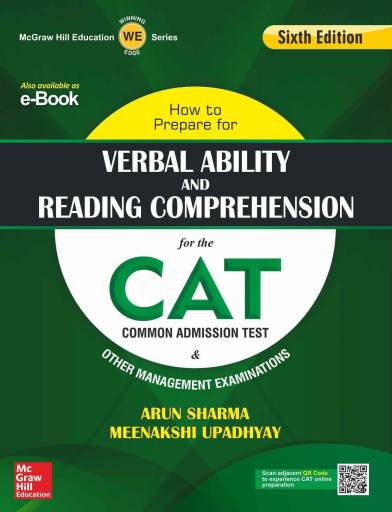 McGraw Hill Education WINNING WE EDGE Series
Sixth Edition
Also available as
e-Book
How to
Prepare for
VERBAL ABILITY
AND
READING COMPREHENSION
for the
CAT
COMMON ADMISSION TEST
&
OTHER MANAGEMENT EXAMINATIONS
ARUN SHARMA
MEENAKSHI UPADHYAY
Mc
Graw
Hill
Education
Scan adjacent QR Code
to experience CAT online
preparation